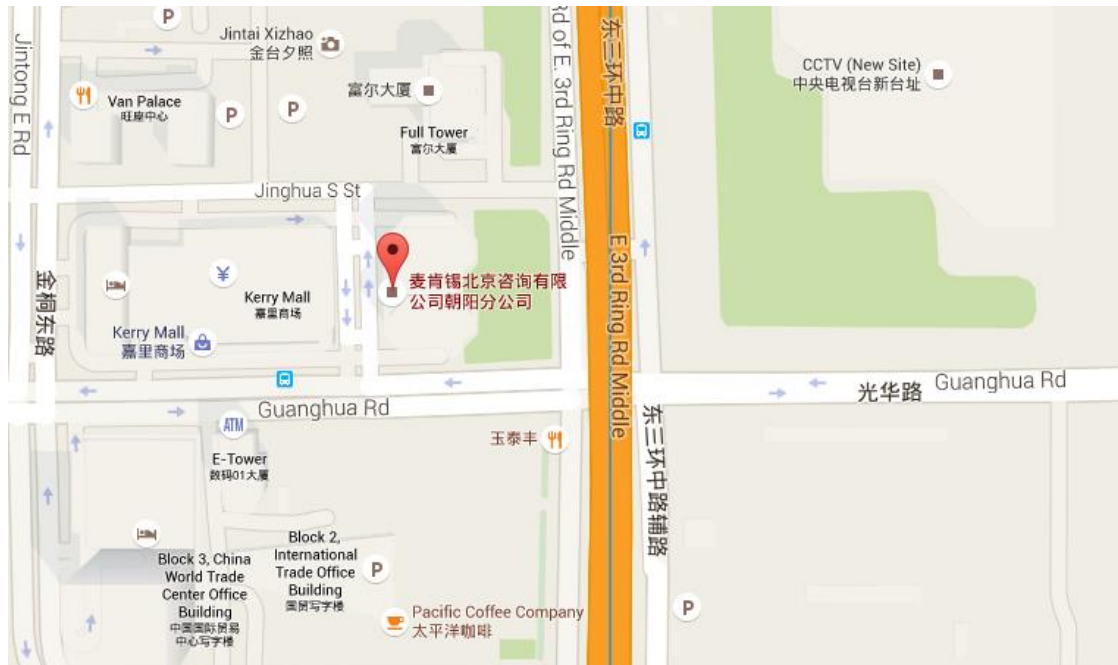 P
Jintai Xizhao
金台夕照
Van Palace
旺座中心
P
P
富尔大厦
Full Tower
富尔大厦
CCTV (New Site)
中央电视台新台址
Jintong E Rd
Rd of E. 3rd Ring Rd Middle
东三环中路
Jinghua S St
¥
Kerry Mall
嘉里商场
麦肯锡北京咨询有限
公司朝阳分公司
金桐东路
Kerry Mall
嘉里商场
E 3rd Ring Rd Middle
Guanghua Rd
光华路 Guanghua Rd
ATM
E-Tower
数码01大厦
玉泰丰
东三环中路辅路
Block 3, China
World Trade
Center Office
Building
中国国际贸易
中心写字楼
Block 2,
International
Trade Office
Building
国贸写字楼
P
Pacific Coffee Company
太平洋咖啡
P